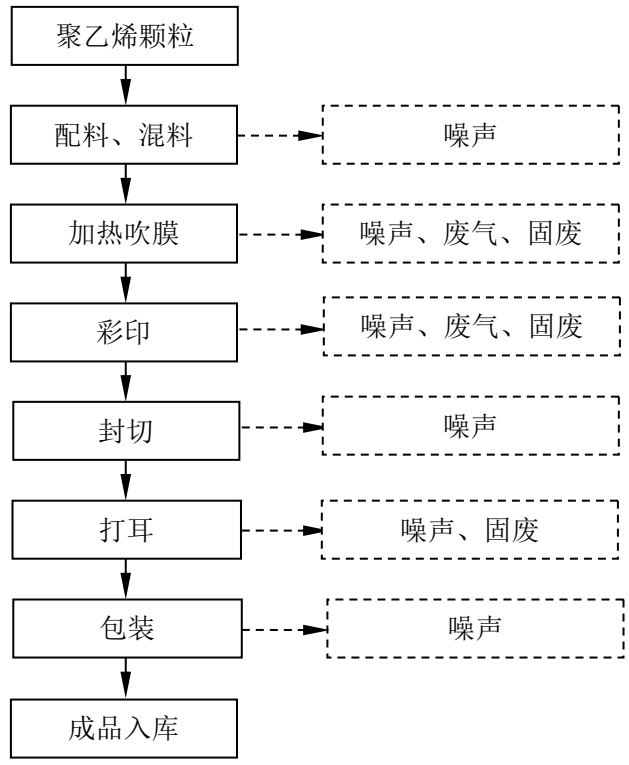 聚乙烯颗粒
配料、混料
噪声
加热吹膜
噪声、废气、固废
彩印
噪声、废气、固废
封切
噪声
打耳
噪声、固废
包装
噪声
成品入库